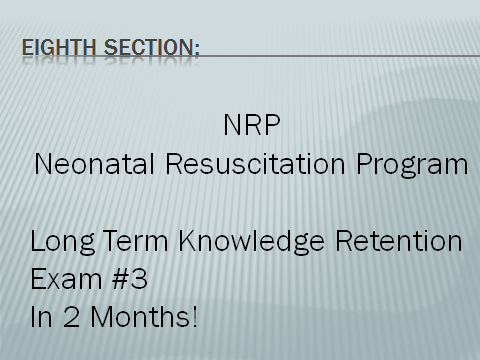 EIGHTH SECTION:
NRP
Neonatal Resuscitation Program
Long Term Knowledge Retention
Exam #3
In 2 Months!